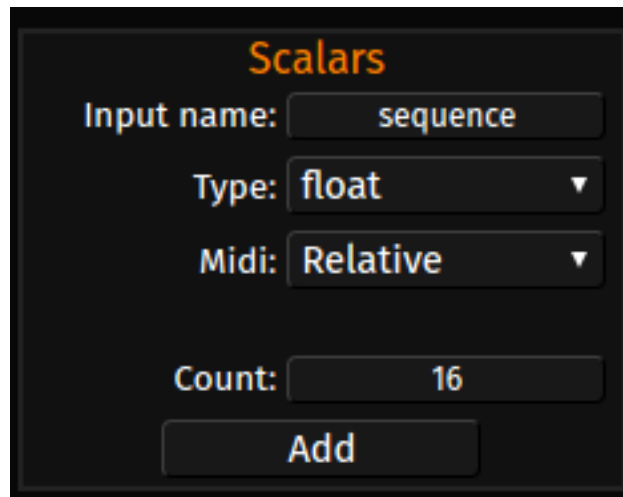 Scalars
Input name: sequence
Type: float
Midi: Relative
Count: 16
Add